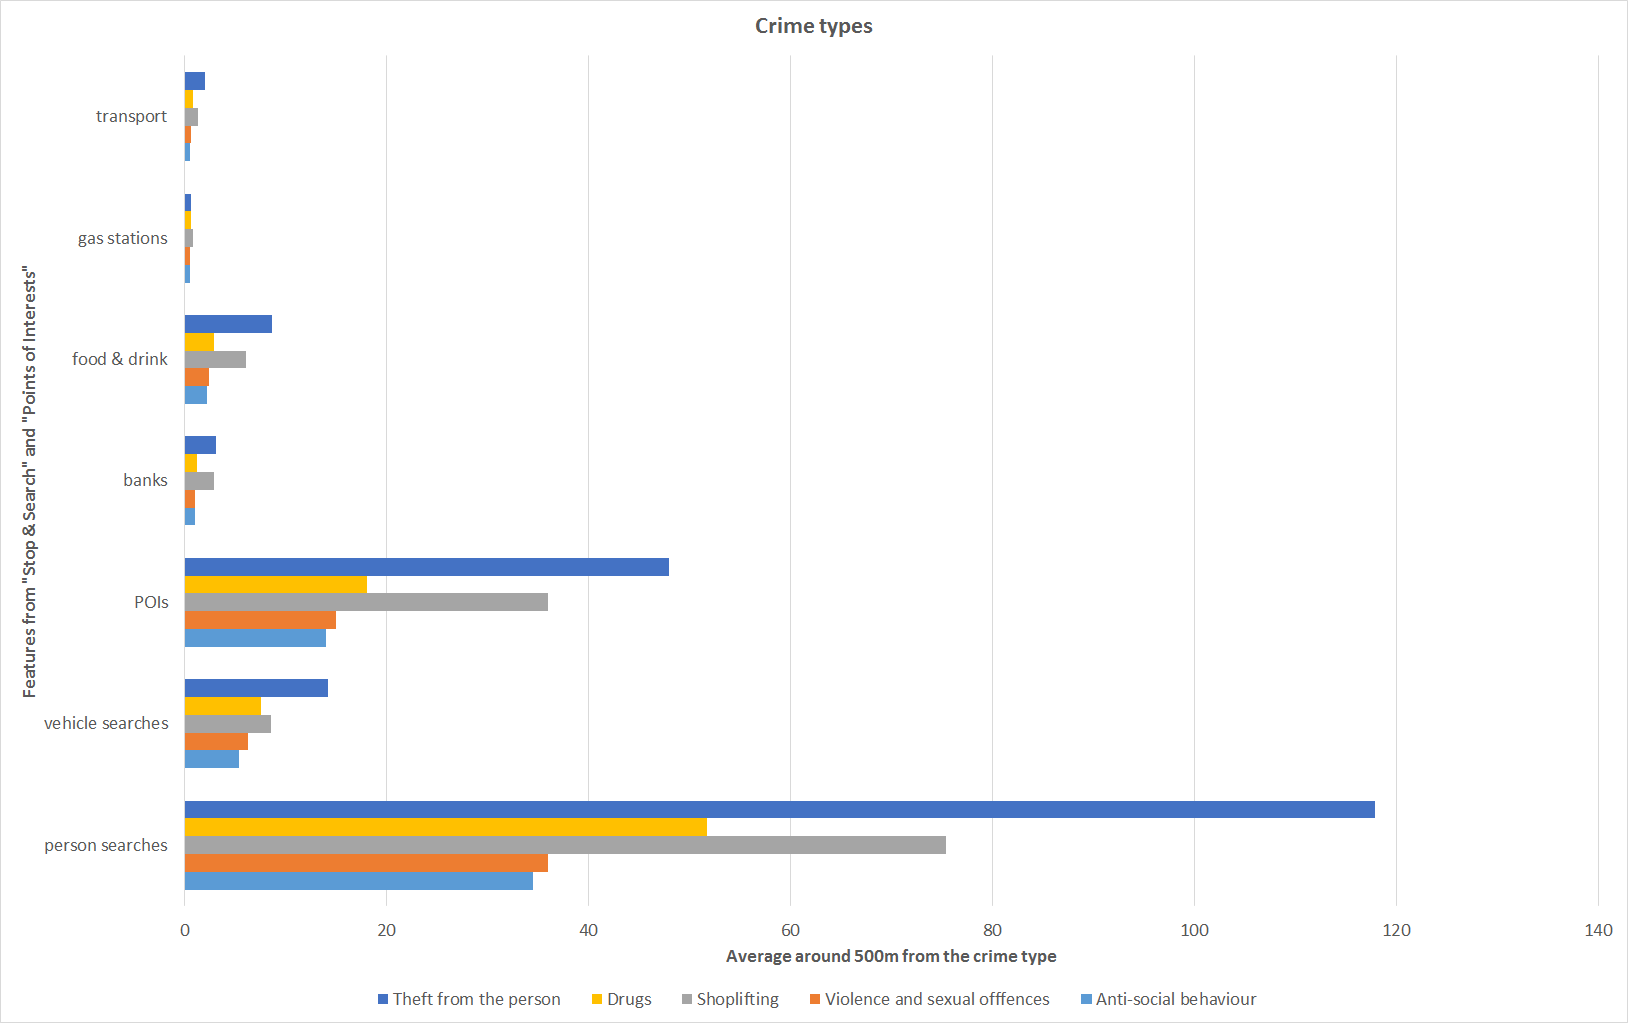 Crime types
Features from "Stop & Search" and "Points of Interests"
transport
gas stations
food & drink
banks
POIs
vehicle searches
person searches
0 20 40 60 80 100 120 140
Average around 500m from the crime type
Theft from the person Drugs Shoplifting Violence and sexual offfences Anti-social behaviour